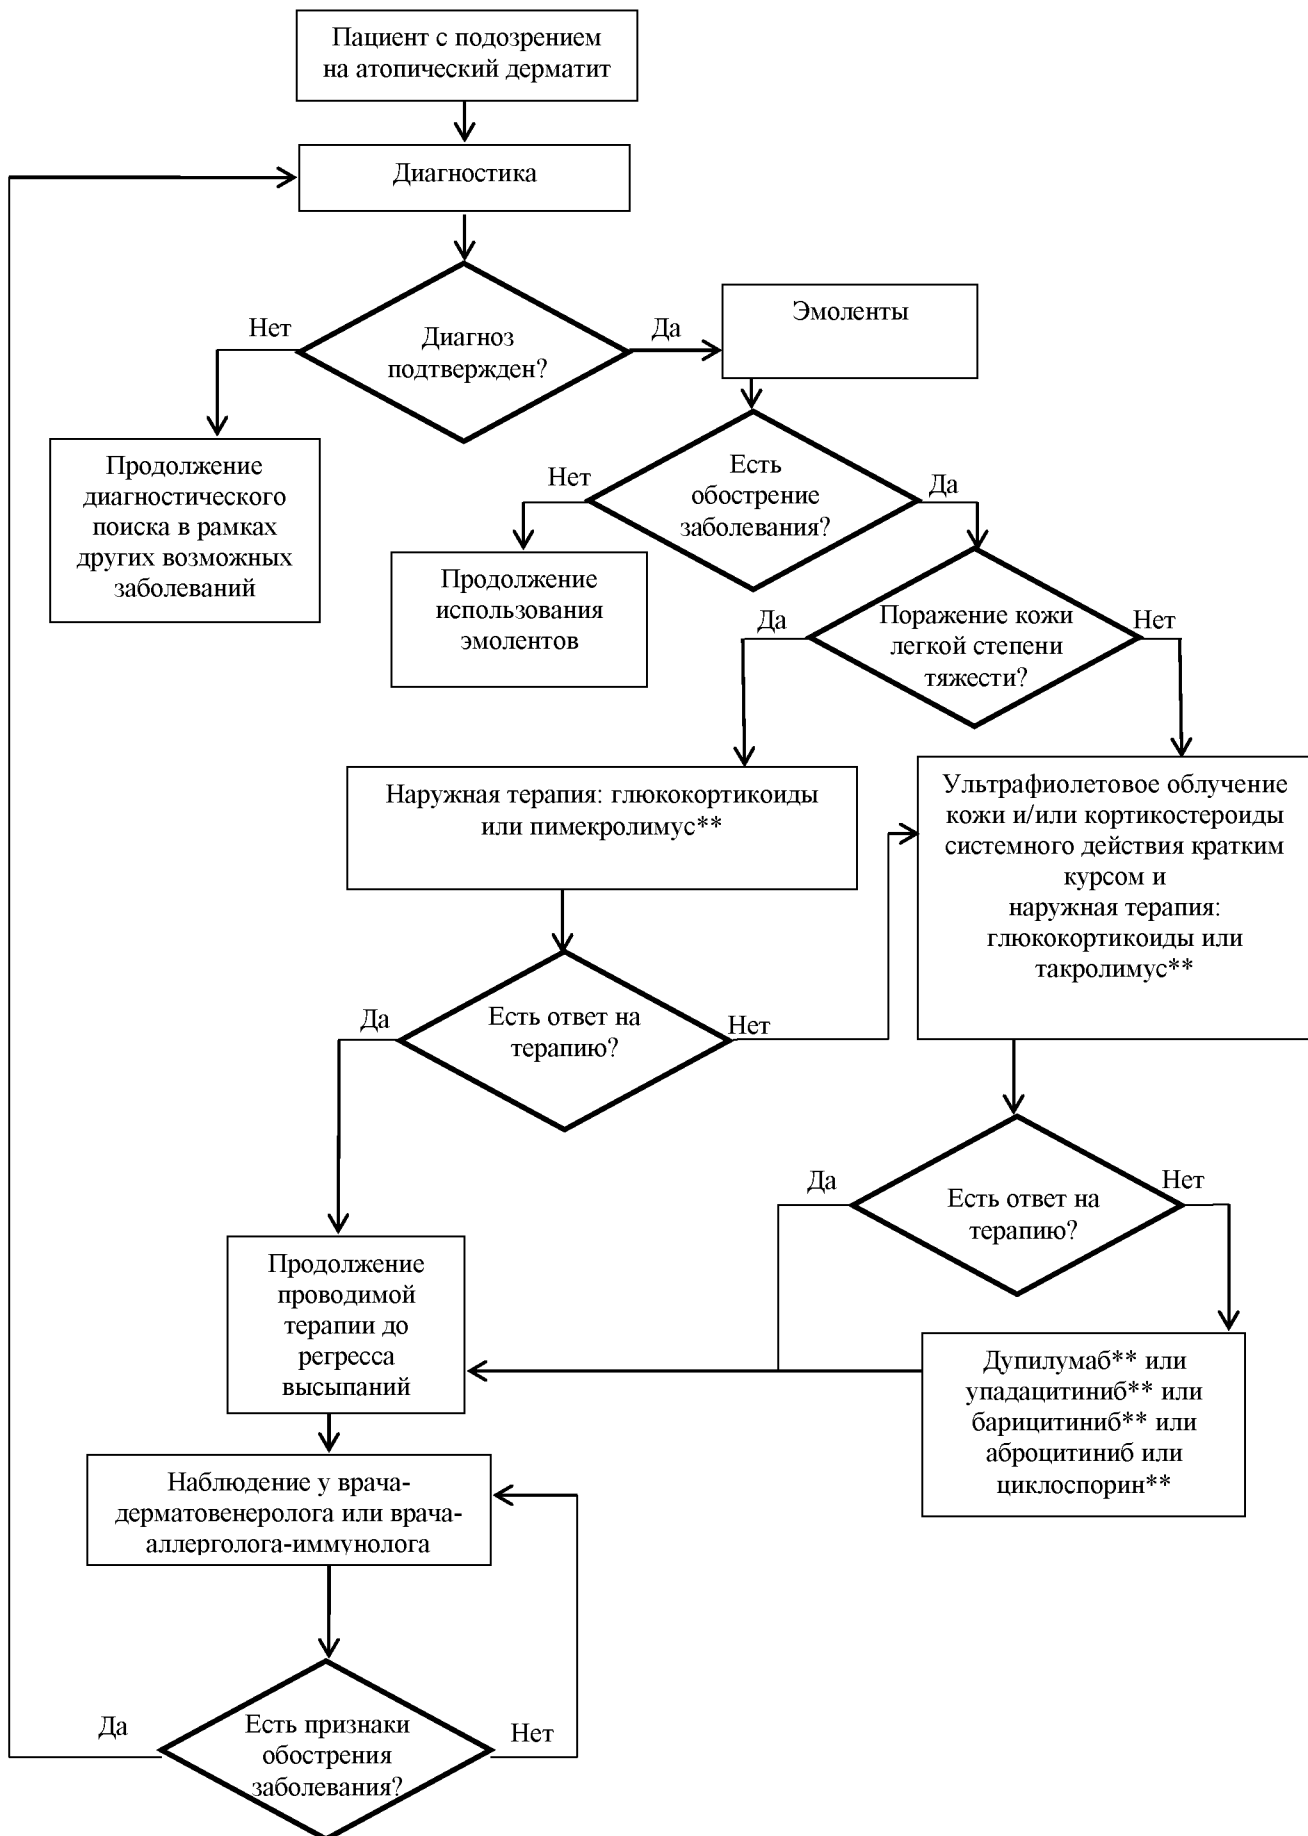 Пациент с подозрением
на атопический дерматит
Диагностика
Диагноз
подтвержден?
Нет
Да
Эмоленты
Продолжение
диагностического
поиска в рамках
других возможных
заболеваний
Есть
обострение
заболевания?
Нет
Да
Продолжение
использования
эмолентов
Поражение кожи
легкой степени
тяжести?
Да
Нет
Наружная терапия: глюкокортикоиды
или пимекролимус**
Ультрафиолетовое облучение
кожи и/или кортикостероиды
системного действия кратким
курсом и
наружная терапия:
глюкокортикоиды или
такролимус**
Есть ответ на
терапию?
Да
Нет
Есть ответ на
терапию?
Да
Нет
Продолжение
проводимой
терапии до
регресса
высыпаний
Дупилумаб** или
упадацитиниб** или
барицитиниб** или
аброцитиниб или
циклоспорин**
Наблюдение у врача-
дерматовенеролога или врача-
аллерголога-иммунолога
Есть признаки
обострения
заболевания?
Да
Нет